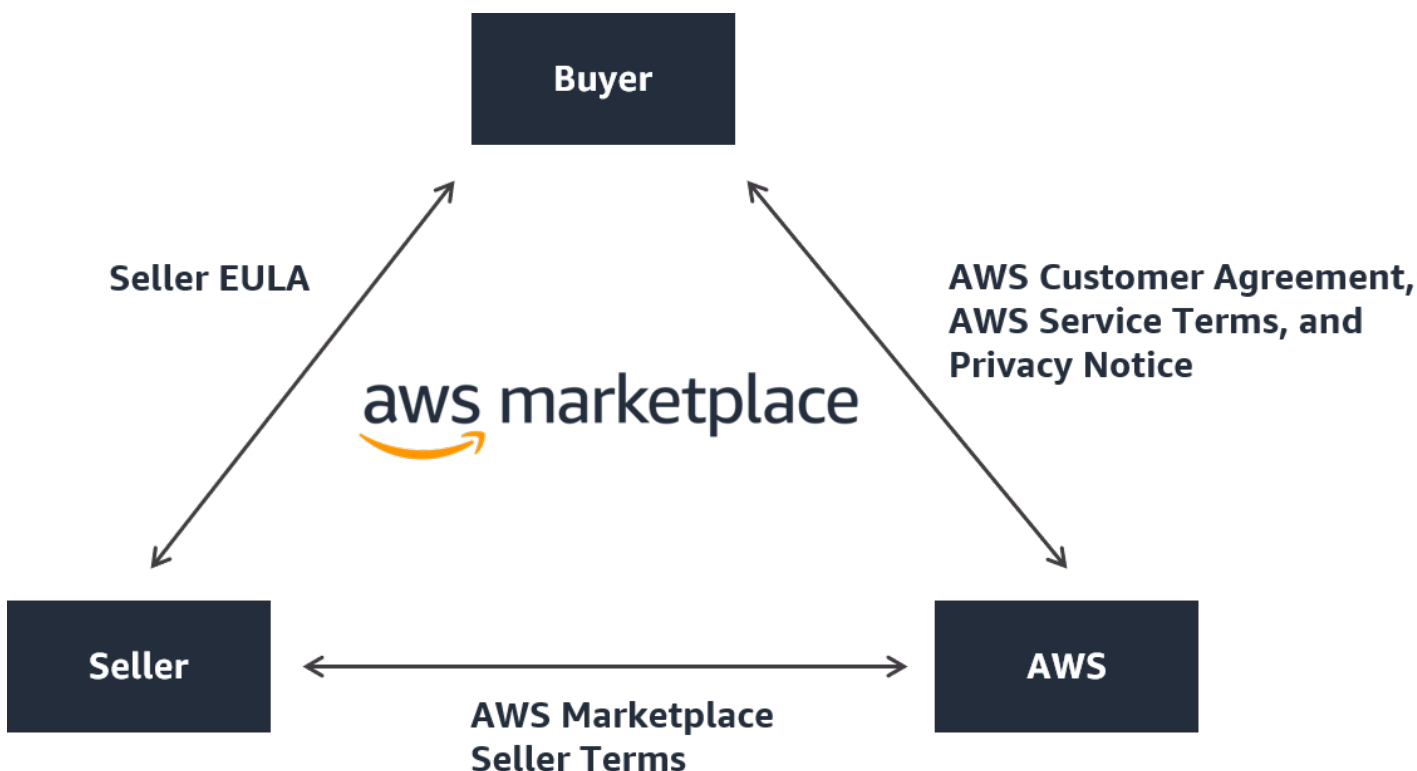 Buyer
Seller EULA
AWS Customer Agreement,
AWS Service Terms, and
Privacy Notice
aws marketplace
Seller
AWS
AWS Marketplace
Seller Terms